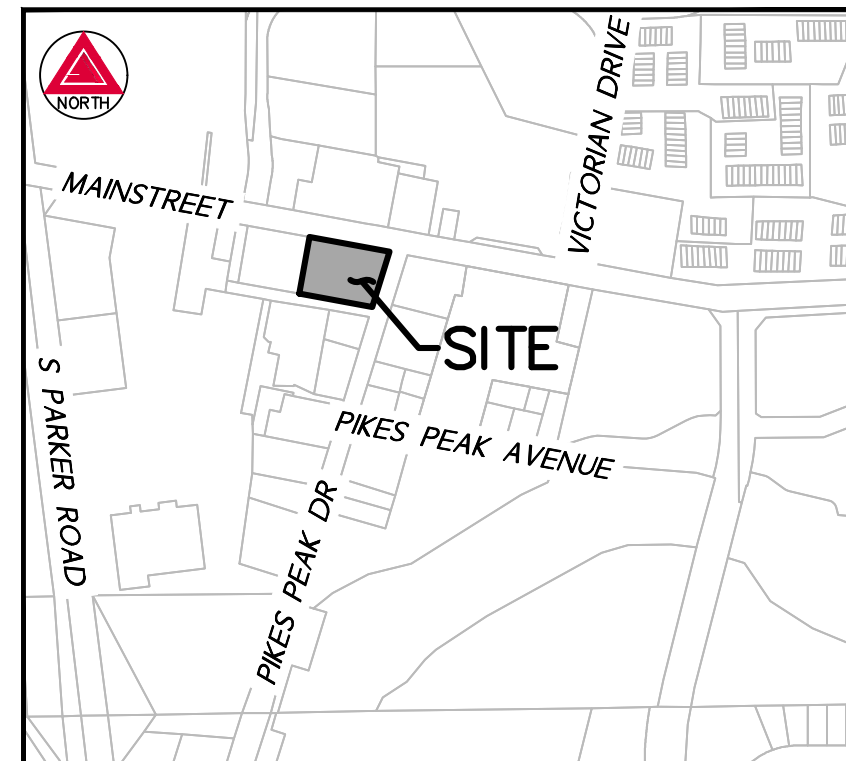 NORTH
VICTORIAN DRIVE
MAINSTREET
SITE
S PARKER ROAD
PIKES PEAK AVENUE
PIKES PEAK DR